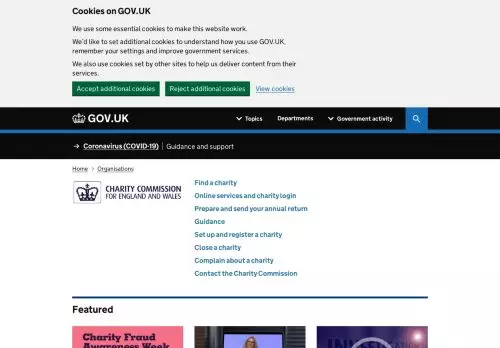 Cookies on GOV.UK
We use some essential cookies to make this website work.
We'd like to set additional cookies to understand how you use GOV.UK,
remember your settings and improve government services.
We also use cookies set by other sites to help us deliver content from their
services.
Accept additional cookies
Reject additional cookies
View cookies
GOV.UK
Topics
Departments
Government activity
→ Coronavirus (COVID-19) | Guidance and support
Home > Organisations
CHARITY COMMISSION
FOR ENGLAND AND WALES
Find a charity
Online services and charity login
Prepare and send your annual return
Guidance
Set up and register a charity
Close a charity
Complain about a charity
Contact the Charity Commission
Featured
Charity Fraud
Awareness Week